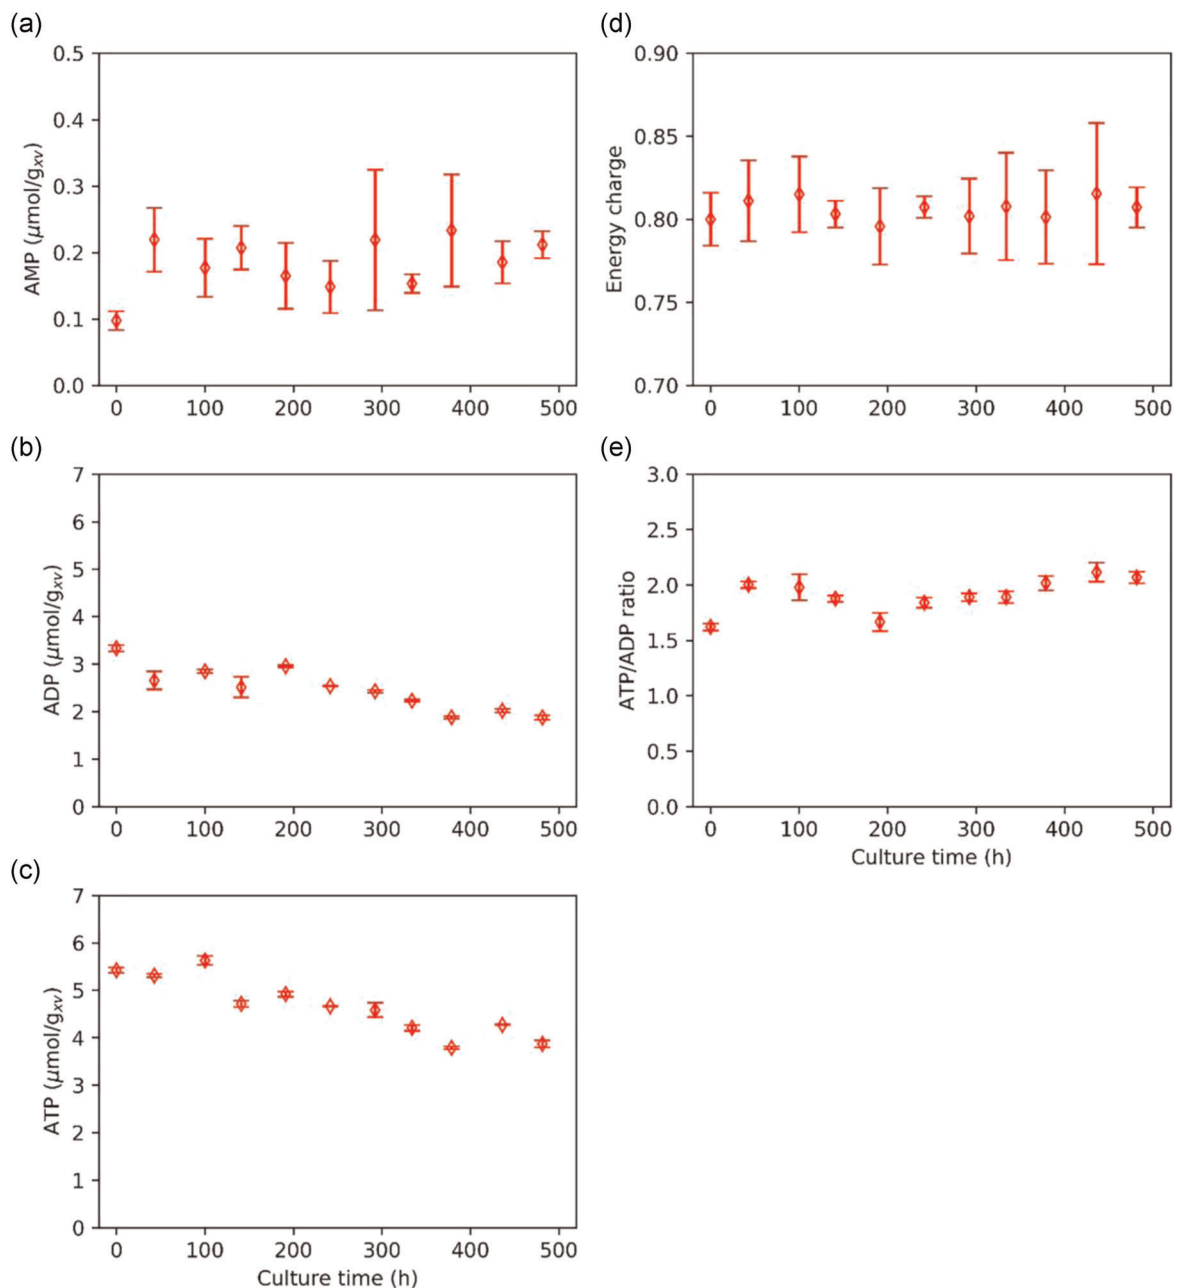 (a)
0.5
0.4
0.3
0.2
0.1
0.0
AMP (μmol/gxv)
0 100 200 300 400 500
(b)
7
6
5
4
3
2
1
0
ADP (μmol/gxv)
0 100 200 300 400 500
(c)
7
6
5
4
3
2
1
0
ATP (μmol/gxv)
0 100 200 300 400 500
Culture time (h)
(d)
0.90
0.85
0.80
0.75
0.70
Energy charge
0 100 200 300 400 500
(e)
3.0
2.5
2.0
1.5
1.0
0.5
0.0
ATP/ADP ratio
0 100 200 300 400 500
Culture time (h)